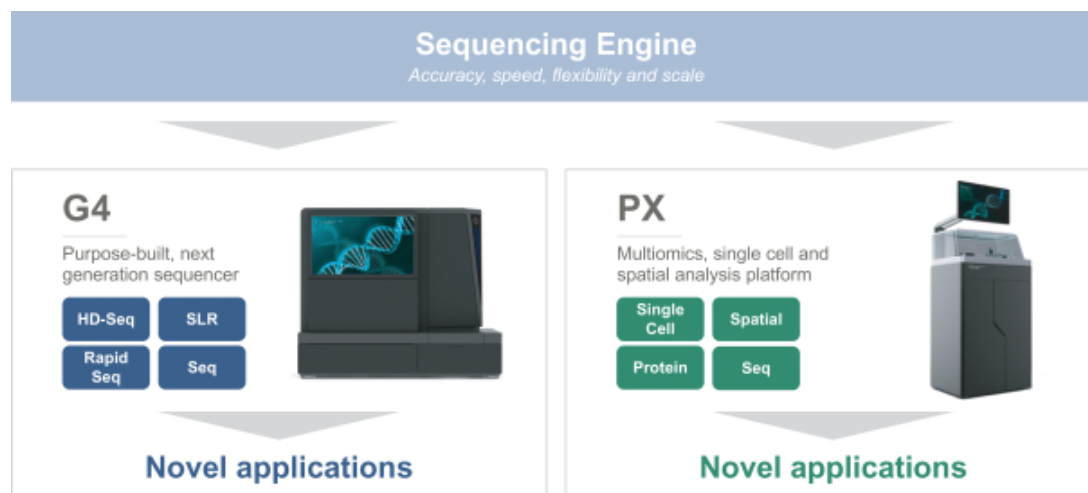 Sequencing Engine
Accuracy, speed, flexibility and scale
G4
Purpose-built, next
generation sequencer
HD-Seq
SLR
Rapid
Seq
Seq
Novel applications
PX
Multiomics, single cell and
spatial analysis platform
Single
Cell
Spatial
Protein
Seq
Novel applications